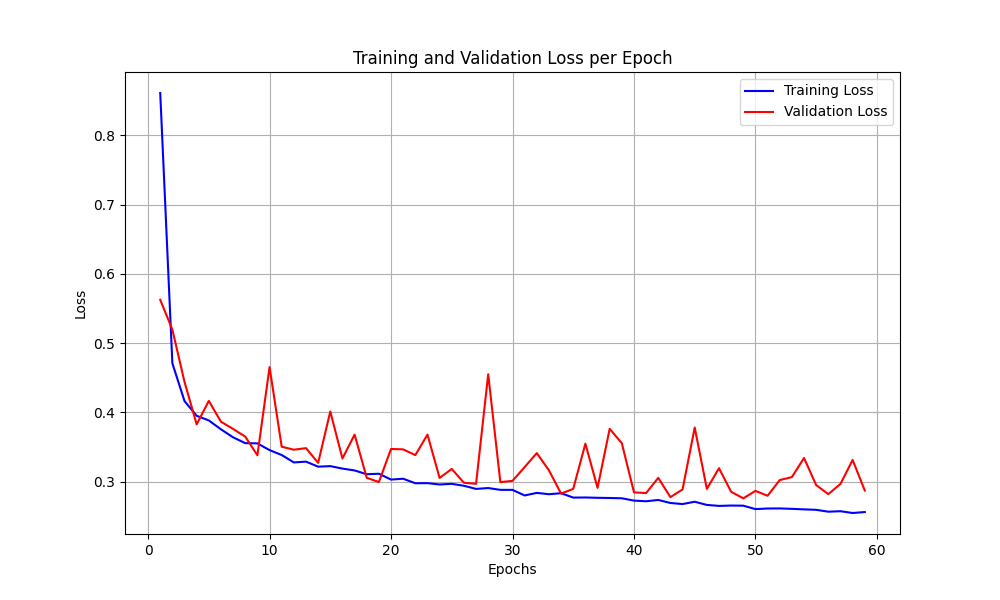 Training and Validation Loss per Epoch
Training Loss
Validation Loss
Loss
0.8
0.7
0.6
0.5
0.4
0.3
0 10 20 30 40 50 60
Epochs